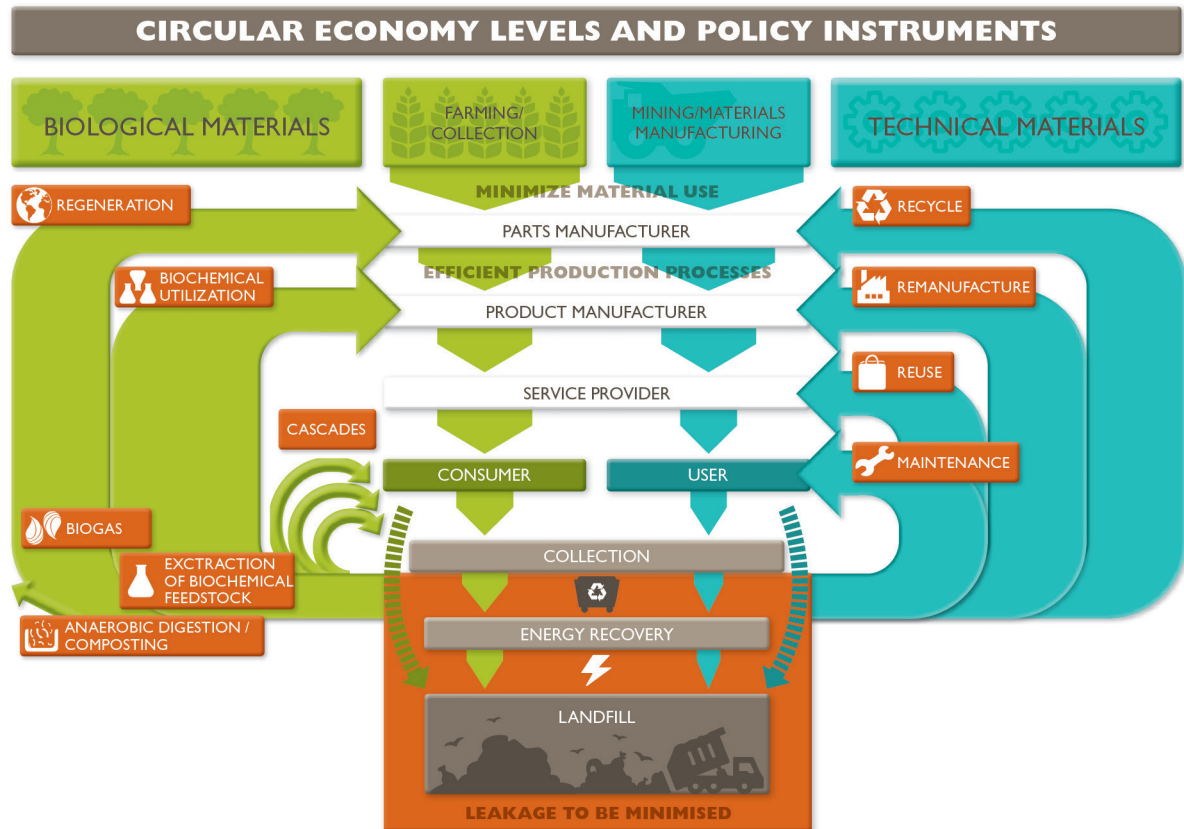 CIRCULAR ECONOMY LEVELS AND POLICY INSTRUMENTS
BIOLOGICAL MATERIALS
FARMING/
COLLECTION
MINING/MATERIALS
MANUFACTURING
TECHNICAL MATERIALS
MINIMIZE MATERIAL USE
REGENERATION
RECYCLE
PARTS MANUFACTURER
EFFICIENT PRODUCTION PROCESSES
BIOCHEMICAL
UTILIZATION
REMANUFACTURE
PRODUCT MANUFACTURER
REUSE
SERVICE PROVIDER
CASCADES
MAINTENANCE
CONSUMER
USER
BIOGAS
COLLECTION
EXCTRACTION
OF BIOCHEMICAL
FEEDSTOCK
ANAEROBIC DIGESTION /
COMPOSTING
ENERGY RECOVERY
LANDFILL
LEAKAGE TO BE MINIMISED